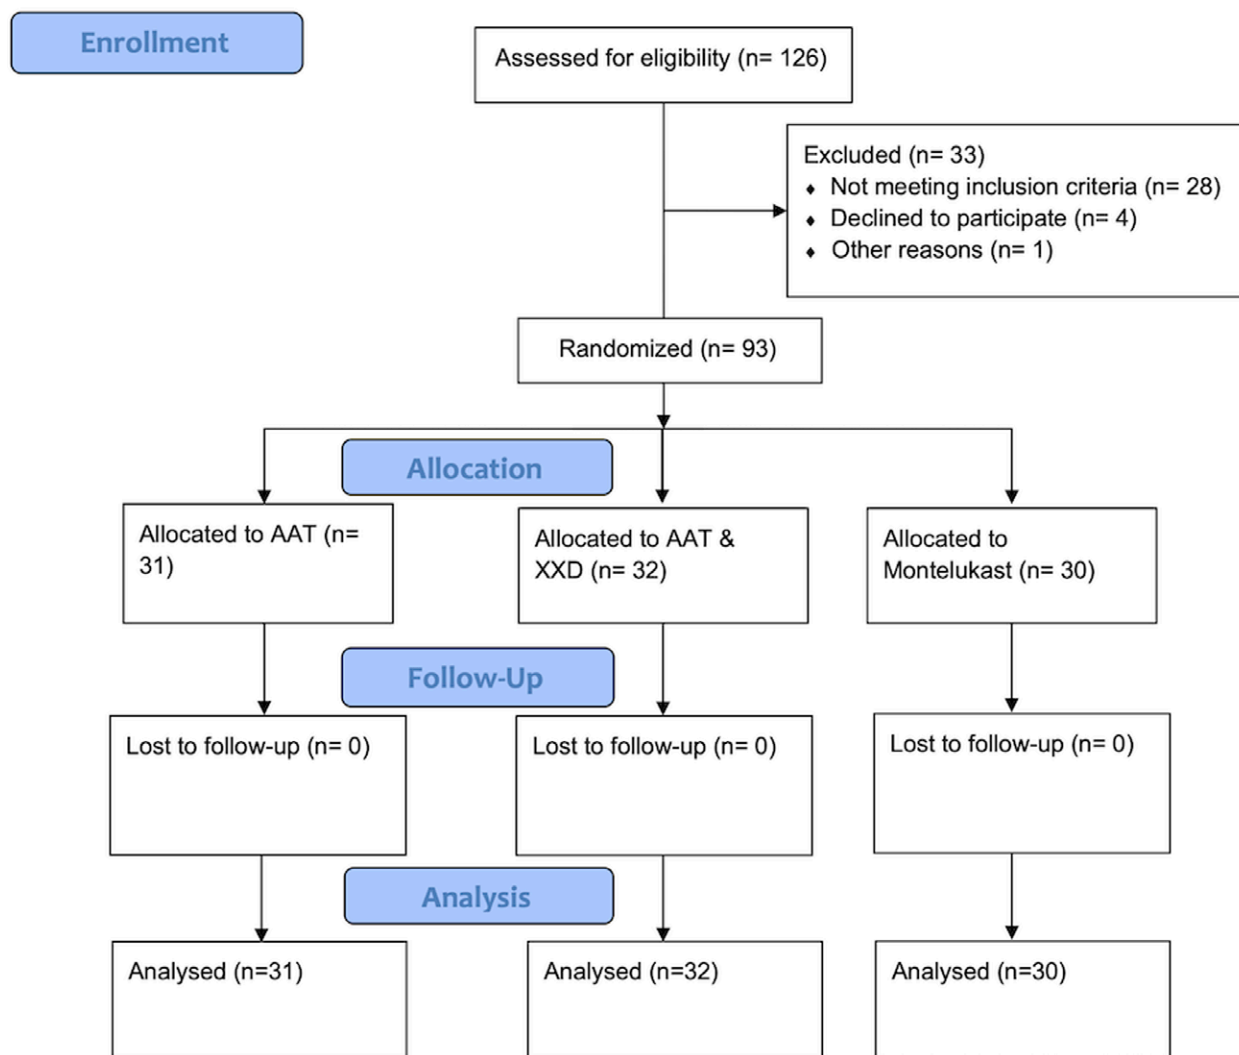 Enrollment
Assessed for eligibility (n= 126)
Excluded (n= 33)
♦ Not meeting inclusion criteria (n= 28)
♦ Declined to participate (n= 4)
♦ Other reasons (n= 1)
Randomized (n= 93)
Allocation
Allocated to AAT (n=
31)
Allocated to AAT &
XXD (n= 32)
Allocated to
Montelukast (n= 30)
Follow-Up
Lost to follow-up (n= 0)
Lost to follow-up (n= 0)
Lost to follow-up (n= 0)
Analysis
Analysed (n=31)
Analysed (n=32)
Analysed (n=30)